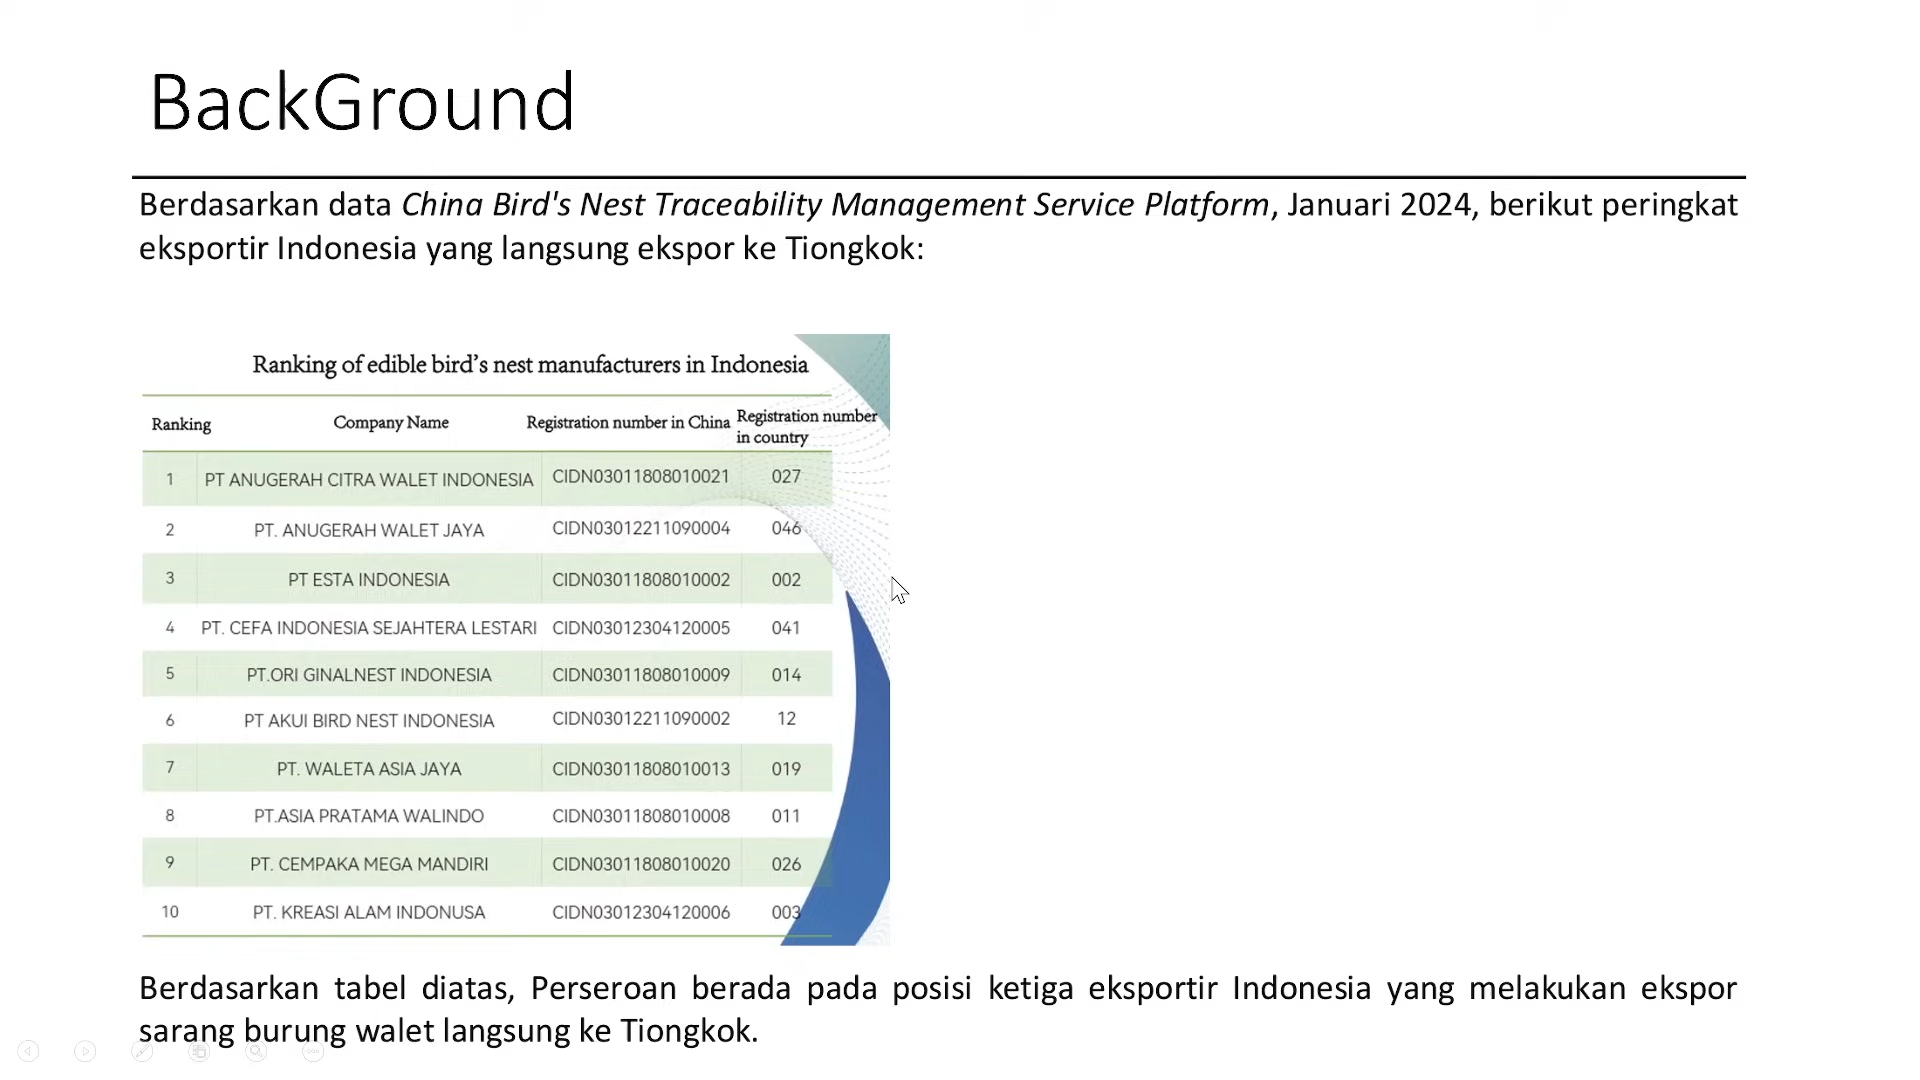 BackGround
Berdasarkan data China Bird's Nest Traceability Management Service Platform, Januari 2024, berikut peringkat
eksportir Indonesia yang langsung ekspor ke Tiongkok:
Ranking of edible bird's nest manufacturers in Indonesia
Ranking Company Name Registration number in China Registration number
in country
1 PT ANUGERAH CITRA WALET INDONESIA CIDN03011808010021 027
2 PT. ANUGERAH WALET JAYA CIDN03012211090004 046
3 PT ESTA INDONESIA CIDN03011808010002 002
4 PT. CEFA INDONESIA SEJAHTERA LESTARI CIDN03012304120005 041
5 PT.ORI GINALNEST INDONESIA CIDN03011808010009 014
6 PT AKUI BIRD NEST INDONESIA CIDN03012211090002 12
7 PT. WALETA ASIA JAYA CIDN03011808010013 019
8 PT.ASIA PRATAMA WALINDO CIDN03011808010008 011
9 PT. CEMPAKA MEGA MANDIRI CIDN03011808010020 026
10 PT. KREASI ALAM INDONUSA CIDN03012304120006 003
Berdasarkan tabel diatas, Perseroan berada pada posisi ketiga eksportir Indonesia yang melakukan ekspor
sarang burung walet langsung ke Tiongkok.